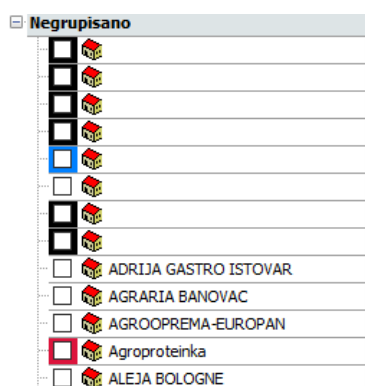 Negrupisano
ADRIJA GASTRO ISTOVAR
AGRARIA BANOVAC
AGROOPREMA-EUROPAN
Agroproteinka
ALEJA BOLOGNE